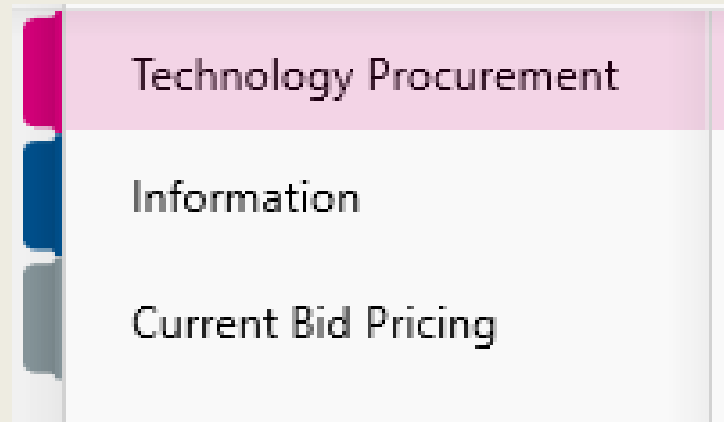 Technology Procurement
Information
Current Bid Pricing